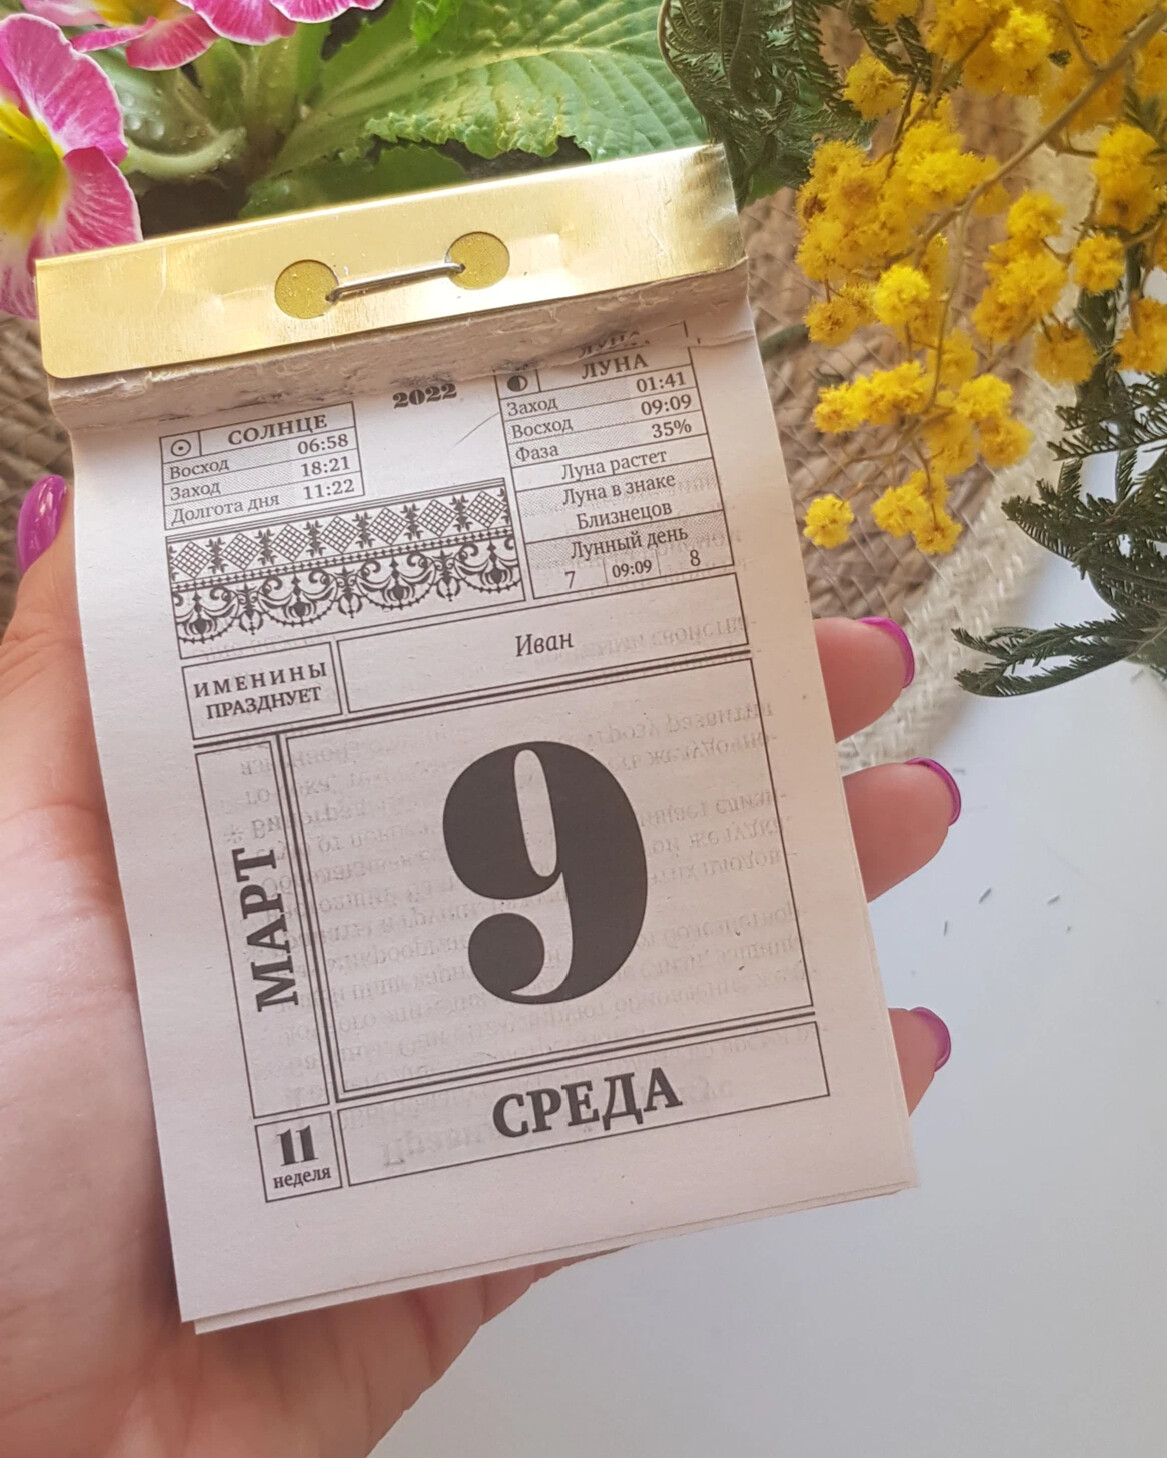 2022
СОЛНЦЕ
Восход 06:58
Заход 18:21
Долгота дня 11:22
ЛУНА
Заход 01:41
Восход 09:09
Фаза 35%
Луна растет
Луна в знаке
Близнецов
Лунный день
7 09:09 8
ИМЕНИНЫ
ПРАЗДНУЕТ
Иван
МАРТ
9
11
неделя
СРЕДА